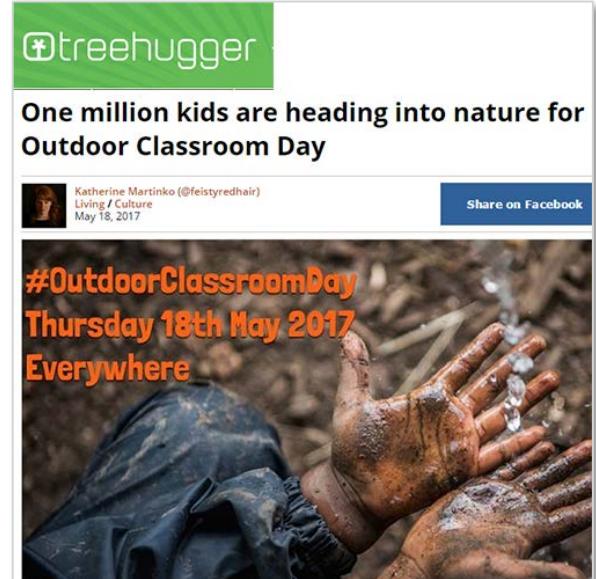 treehugger
One million kids are heading into nature for
Outdoor Classroom Day
Katherine Martinko (@feistyredhair)
Living / Culture
May 18, 2017
Share on Facebook
#OutdoorClassroomDay
Thursday 18th May 2017
Everywhere